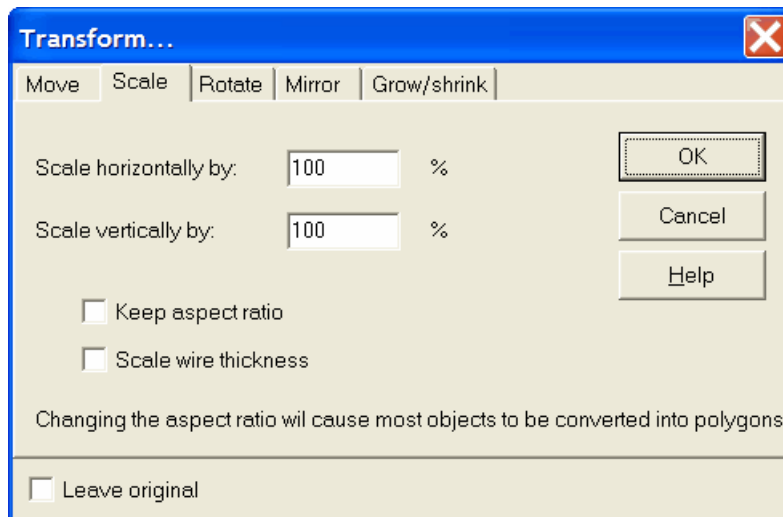 Transform...
Move Scale Rotate Mirror Grow/shrink
Scale horizontally by: 100 % OK
Scale vertically by: 100 % Cancel
Help
Keep aspect ratio
Scale wire thickness
Changing the aspect ratio wil cause most objects to be converted into polygons
Leave original